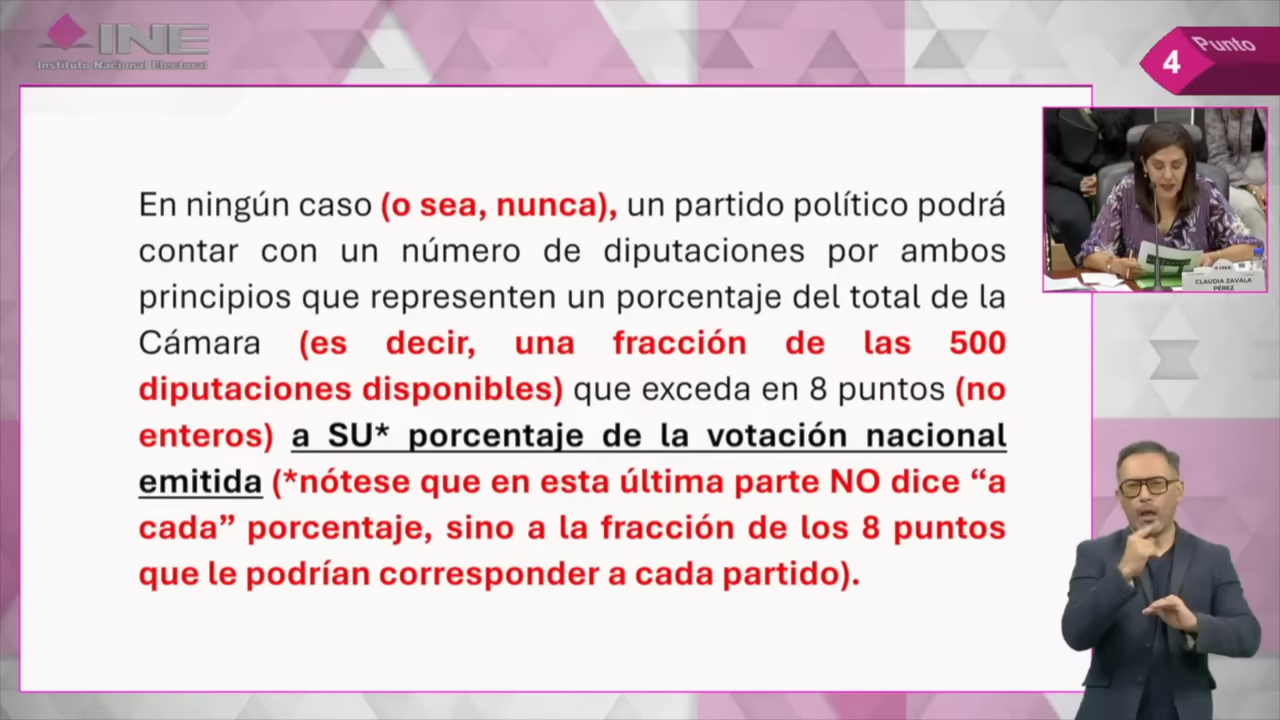 INE
Instituto Nacional Electoral
4 Punto
En ningún caso (o sea, nunca), un partido político podrá
contar con un número de diputaciones por ambos
principios que representen un porcentaje del total de la
Cámara (es decir, una fracción de las 500
diputaciones disponibles) que exceda en 8 puntos (no
enteros) a SU* porcentaje de la votación nacional
emitida (*nótese que en esta última parte NO dice “a
cada” porcentaje, sino a la fracción de los 8 puntos
que le podrían corresponder a cada partido).
INE
CLAUDIA ZAVALA
PÉREZ